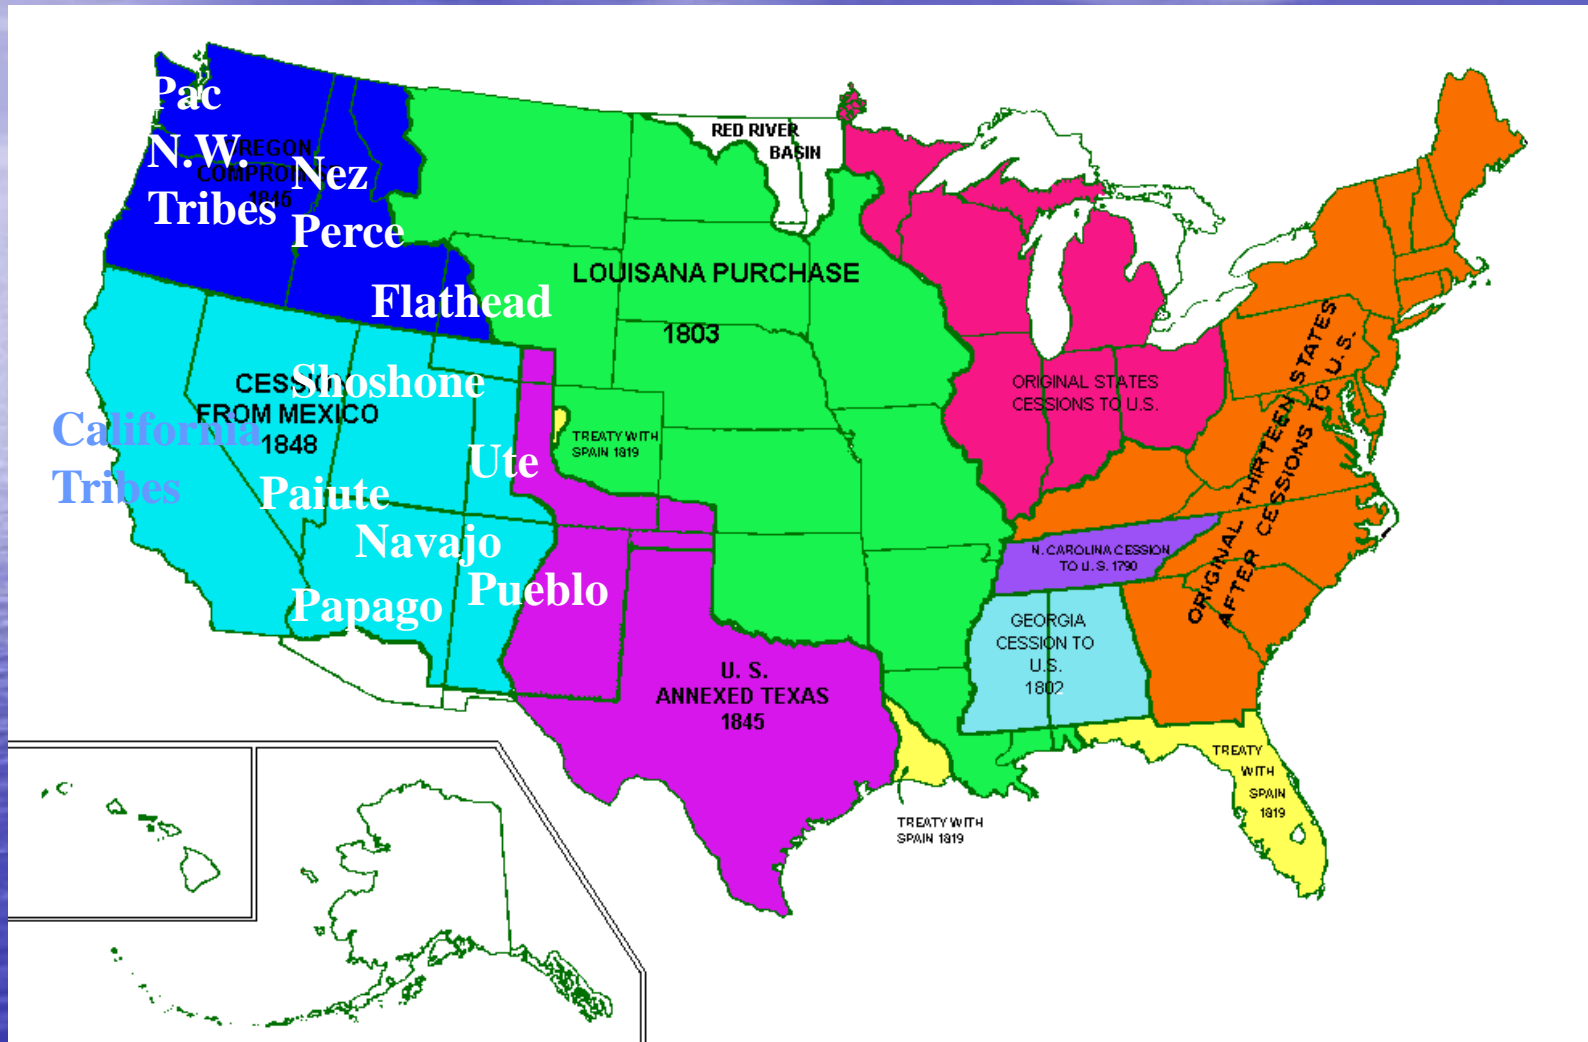 Pac
N.W.
Tribes
OREGON
COMPROMISE
1846
Nez
Perce
Flathead
RED RIVER
BASIN
LOUISANA PURCHASE
1803
CESSION
FROM MEXICO
1848
Shoshone
California
Tribes
Ute
Paiute
Navajo
Papago
Pueblo
TREATY WITH
SPAIN 1819
U. S.
ANNEXED TEXAS
1845
ORIGINAL STATES
CESSIONS TO U.S.
ORIGINAL THIRTEEN STATES
AFTER CESSIONS TO U.S.
N. CAROLINA CESSION
TO U. S. 1790
GEORGIA
CESSION TO
U.S.
1802
TREATY WITH
SPAIN 1819
TREATY
WITH
SPAIN
1819